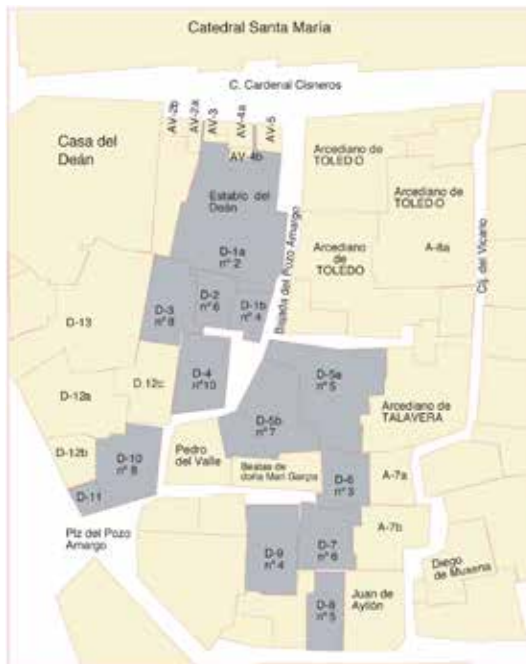 Catedral Santa María
C. Cardenal Cisneros
AV-2b
AV-2a
AV-3
AV-4a
AV-5
AV-4b
Casa del
Deán
Establo del
Deán
D-1a
nº 2
Arcediano de
TOLEDO
Arcediano de
TOLEDO
Arcediano de
TOLEDO
A-8a
Bajada del Pozo Amargo
Clj. del Vicario
D-3
nº 8
D-2
nº 6
D-1b
nº 4
D-13
D-4
nº10
D.12c
D-12a
D-5a
nº 5
D-5b
nº 7
Arcediano de
TALAVERA
D-12b
D-10
nº 8
D-11
Pedro
del Valle
Beatas de
doña Mari García
D-6
nº 3
A-7a
Plz del Pozo
Amargo
A-7b
D-9
nº 4
D-7
nº 6
D-8
nº 5
Juan de
Ayllón
Diego
de Musena